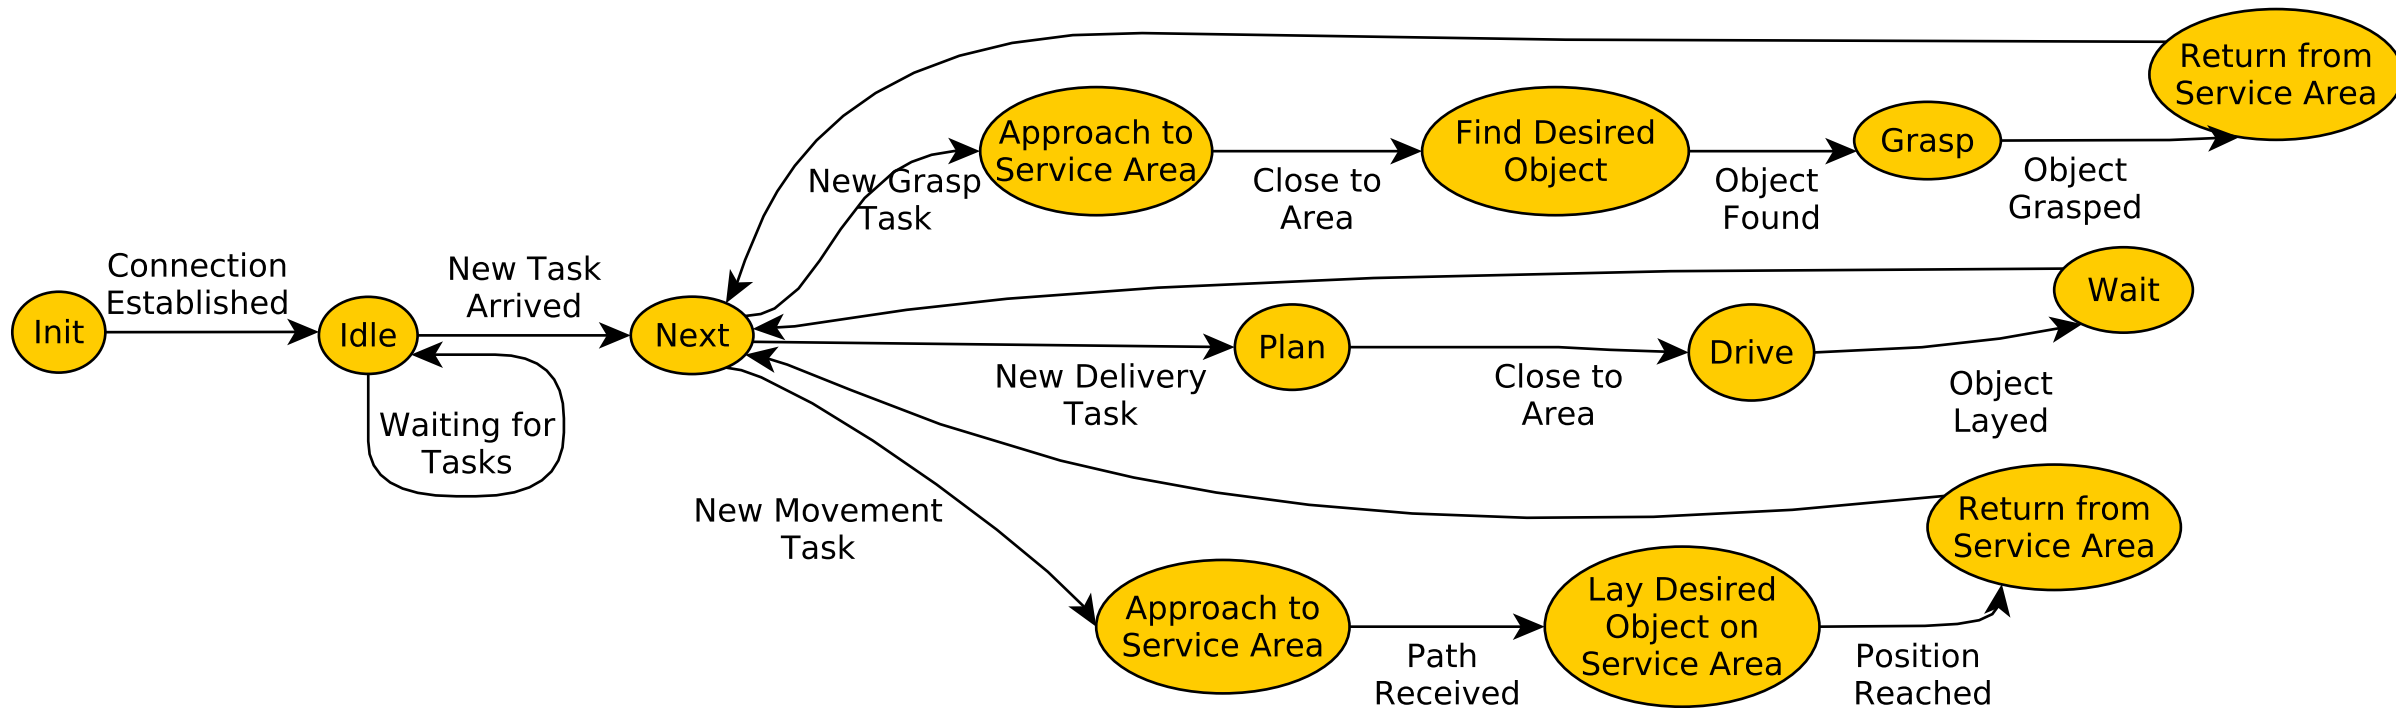 Return from
Service Area
Approach to
Service Area
Find Desired
Object
Grasp
New Grasp
Task
Close to
Area
Object
Found
Object
Grasped
Connection
Established
New Task
Arrived
Wait
Init
Idle
Next
Plan
Drive
New Delivery
Task
Close to
Area
Object
Layed
Waiting for
Tasks
New Movement
Task
Return from
Service Area
Approach to
Service Area
Lay Desired
Object on
Service Area
Path
Received
Position
Reached